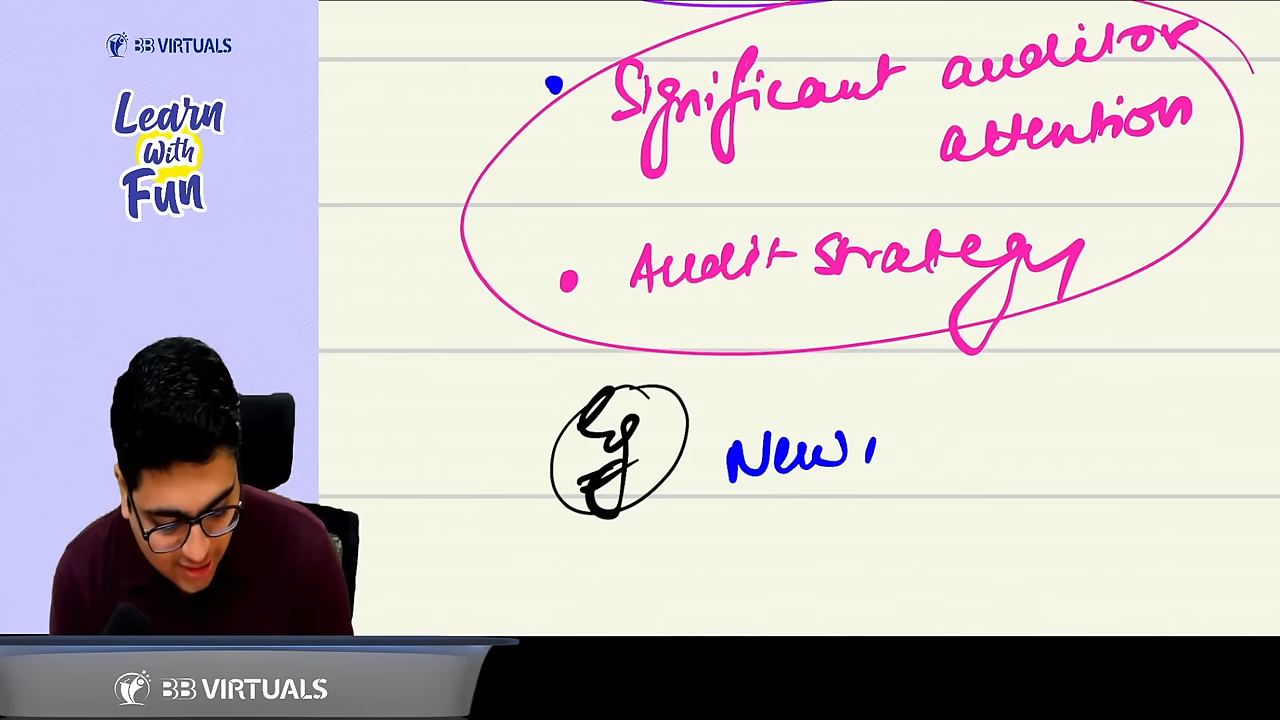 BB VIRTUALS
Learn
With
Fun
• Significant auditor
attention
• Audit strategy
Eg
New
BB VIRTUALS